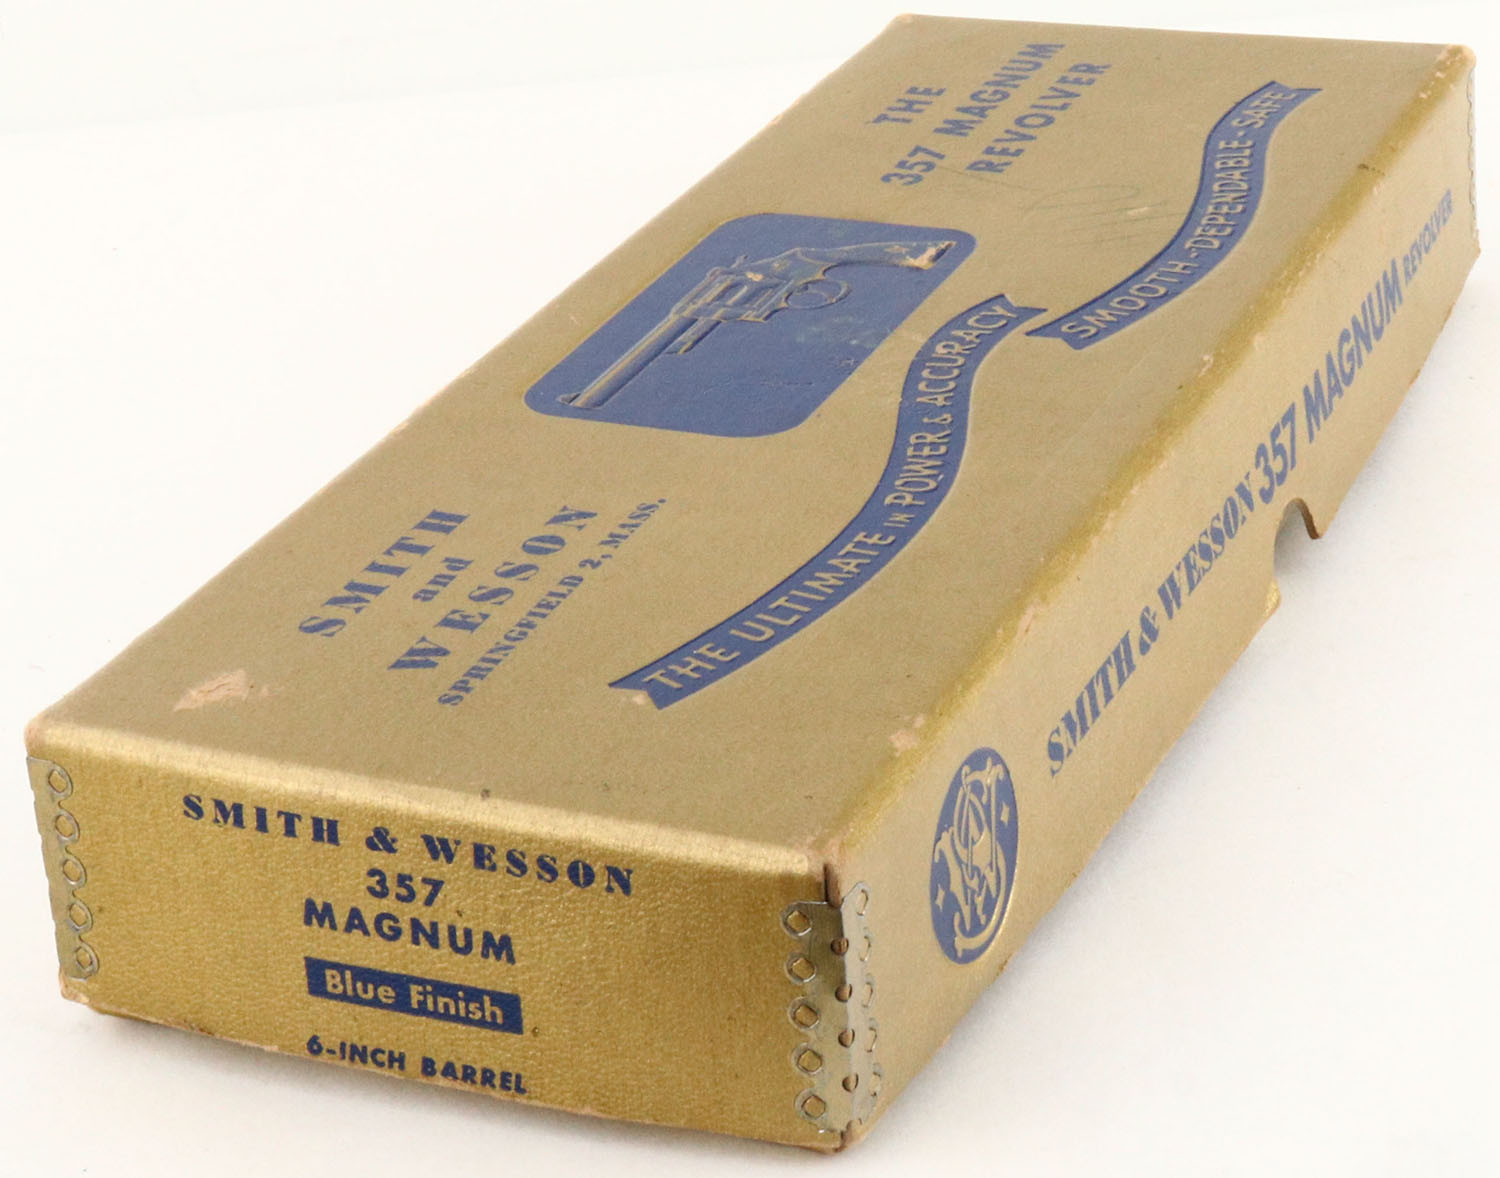 THE
357 MAGNUM
REVOLVER
SMOOTH-DEPENDABLE-SAFE
THE ULTIMATE IN POWER & ACCURACY
SMITH
and
WESSON
SPRINGFIELD 2, MASS.
SMITH & WESSON 357 MAGNUM REVOLVER
SMITH & WESSON
357
MAGNUM
Blue Finish
6-INCH BARREL